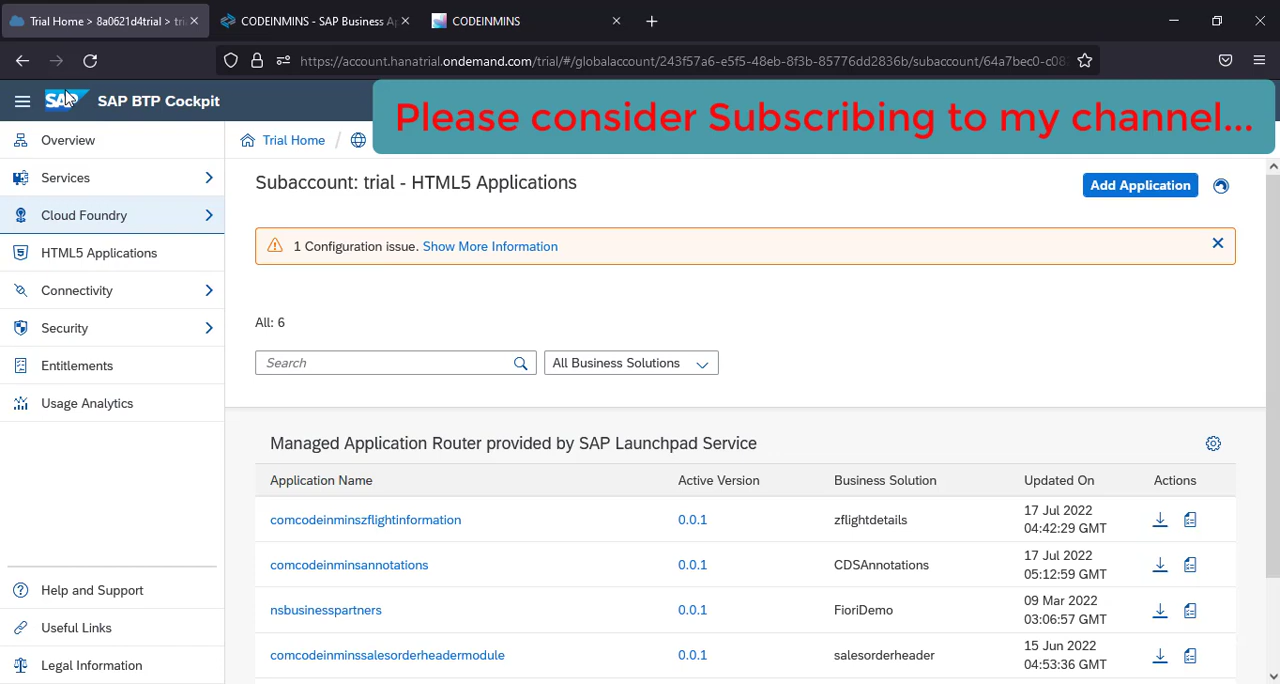 Trial Home > 8a0621d4trial > tri
CODEINMINS - SAP Business Ap
CODEINMINS
https://account.hanatrial.ondemand.com/trial/#/globalaccount/243f57a6-e5f5-48eb-8f3b-85776dd2836b/subaccount/64a7bec0-c08
SAP
SAP BTP Cockpit
Please consider Subscribing to my channel...
Overview
Services
Cloud Foundry
HTML5 Applications
Connectivity
Security
Entitlements
Usage Analytics
Help and Support
Useful Links
Legal Information
Trial Home /
Subaccount: trial - HTML5 Applications
Add Application
1 Configuration issue. Show More Information
All: 6
Search
All Business Solutions
Managed Application Router provided by SAP Launchpad Service
Application Name Active Version Business Solution Updated On Actions
comcodeinminszflightinformation 0.0.1 zflightdetails 17 Jul 2022 04:42:29 GMT
comcodeinminsannotations 0.0.1 CDSAnnotations 17 Jul 2022 05:12:59 GMT
nsbusinesspartners 0.0.1 FioriDemo 09 Mar 2022 03:06:57 GMT
comcodeinminssalesorderheadermodule 0.0.1 salesorderheader 15 Jun 2022 04:53:36 GMT